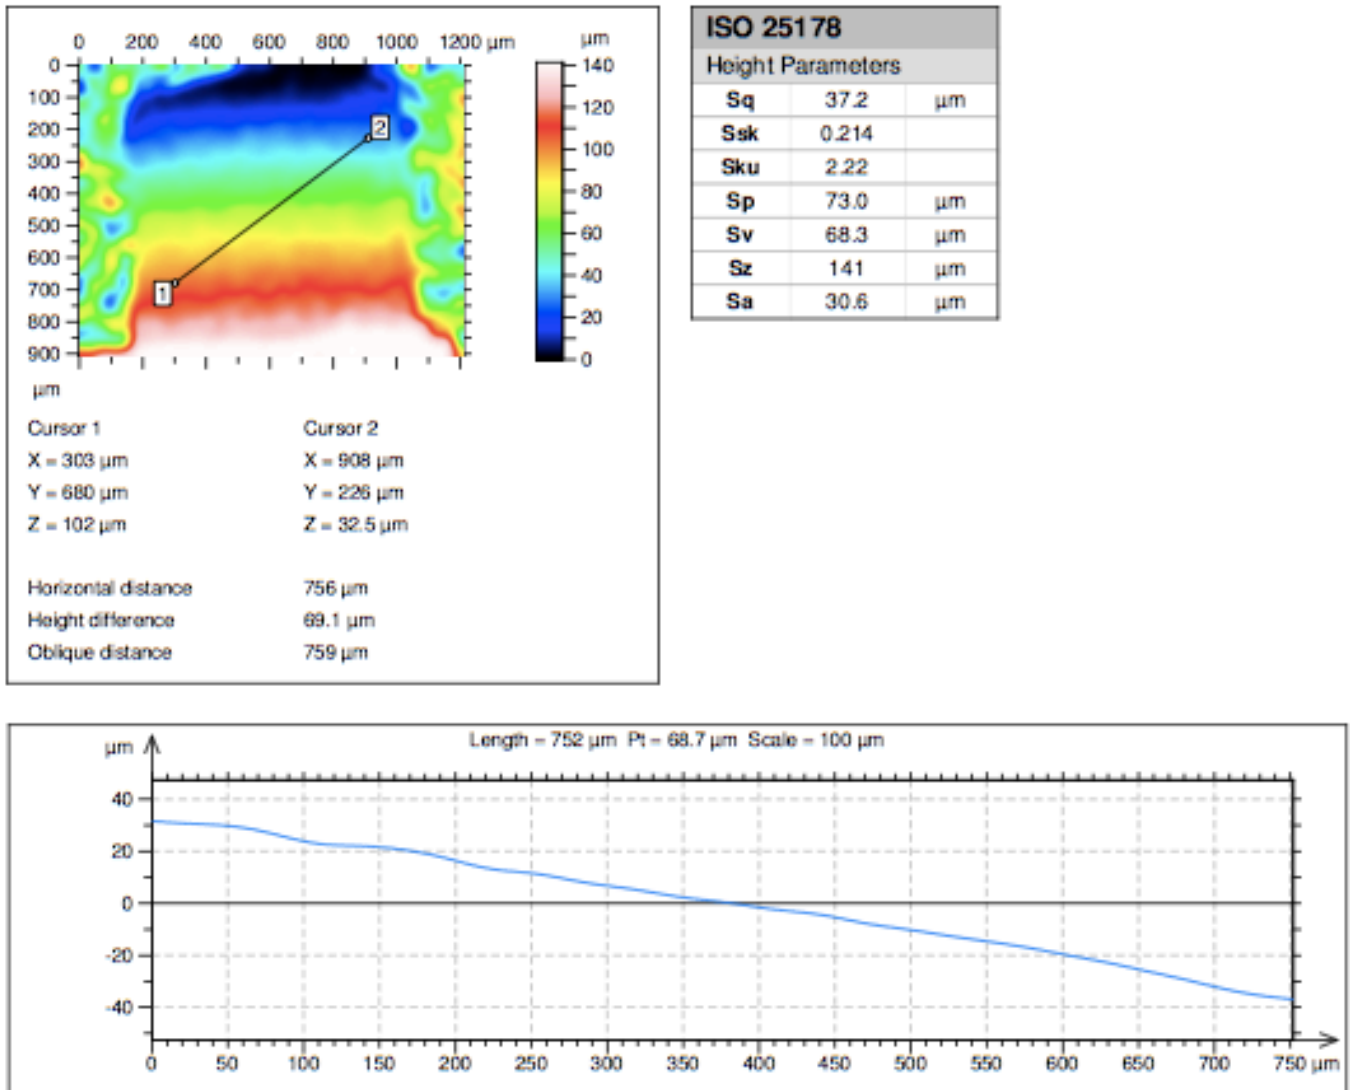 0 200 400 600 800 1000 1200 µm
µm
0
100
200
300
400
500
600
700
800
900
µm
140
120
100
80
60
40
20
0
1
2
Cursor 1 Cursor 2
X = 303 µm X = 908 µm
Y = 680 µm Y = 226 µm
Z = 102 µm Z = 32.5 µm
Horizontal distance 756 µm
Height difference 69.1 µm
Oblique distance 759 µm
ISO 25178
Height Parameters
Sq 37.2 µm
Ssk 0.214
Sku 2.22
Sp 73.0 µm
Sv 68.3 µm
Sz 141 µm
Sa 30.6 µm
Length = 752 µm Pt = 68.7 µm Scale = 100 µm
µm
40
20
0
-20
-40
0 50 100 150 200 250 300 350 400 450 500 550 600 650 700 750 µm